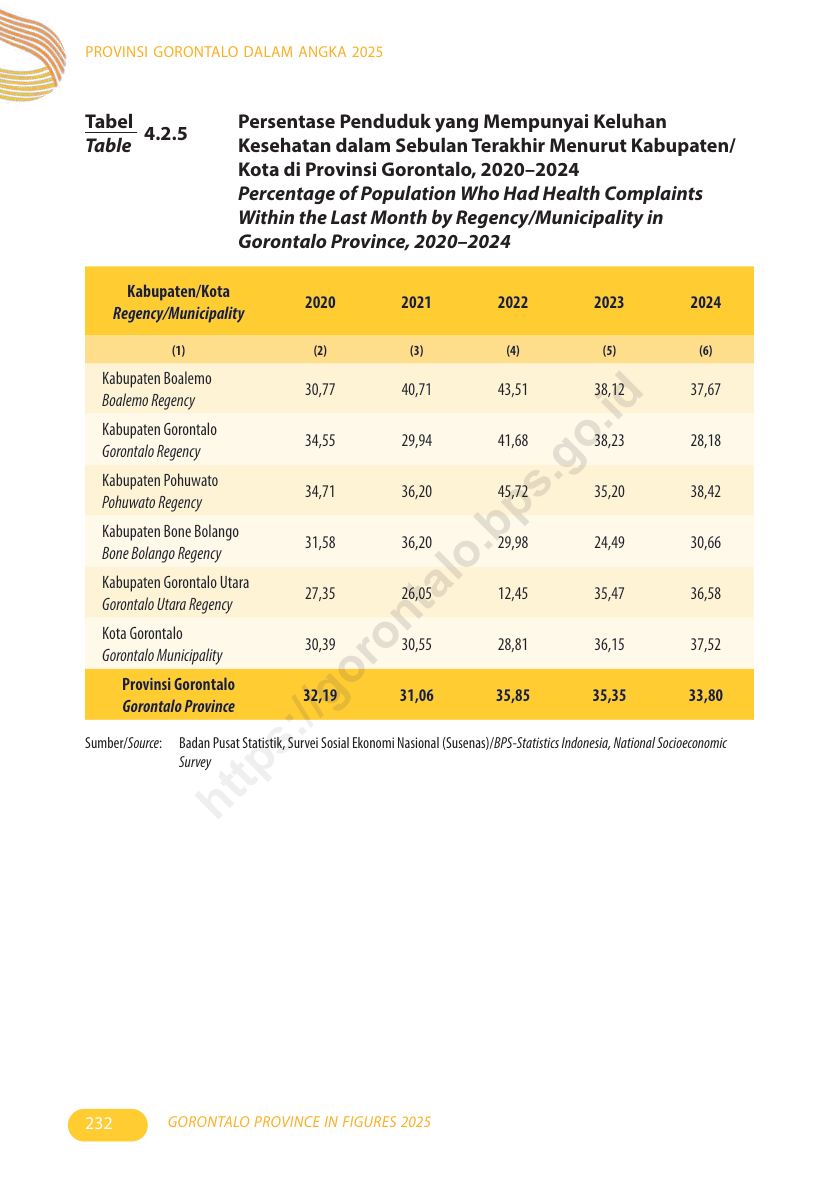 PROVINSI GORONTALO DALAM ANGKA 2025
Tabel
Table
4.2.5
Persentase Penduduk yang Mempunyai Keluhan
Kesehatan dalam Sebulan Terakhir Menurut Kabupaten/
Kota di Provinsi Gorontalo, 2020–2024
Percentage of Population Who Had Health Complaints
Within the Last Month by Regency/Municipality in
Gorontalo Province, 2020–2024
Kabupaten/Kota
Regency/Municipality
2020 2021 2022 2023 2024
(1) (2) (3) (4) (5) (6)
Kabupaten Boalemo
Boalemo Regency
30,77 40,71 43,51 38,12 37,67
Kabupaten Gorontalo
Gorontalo Regency
34,55 29,94 41,68 38,23 28,18
Kabupaten Pohuwato
Pohuwato Regency
34,71 36,20 45,72 35,20 38,42
Kabupaten Bone Bolango
Bone Bolango Regency
31,58 36,20 29,98 24,49 30,66
Kabupaten Gorontalo Utara
Gorontalo Utara Regency
27,35 26,05 12,45 35,47 36,58
Kota Gorontalo
Gorontalo Municipality
30,39 30,55 28,81 36,15 37,52
Provinsi Gorontalo
Gorontalo Province
32,19 31,06 35,85 35,35 33,80
Sumber/Source: Badan Pusat Statistik, Survei Sosial Ekonomi Nasional (Susenas)/BPS-Statistics Indonesia, National Socioeconomic
Survey
https://gorontalo.bps.go.id
232
GORONTALO PROVINCE IN FIGURES 2025